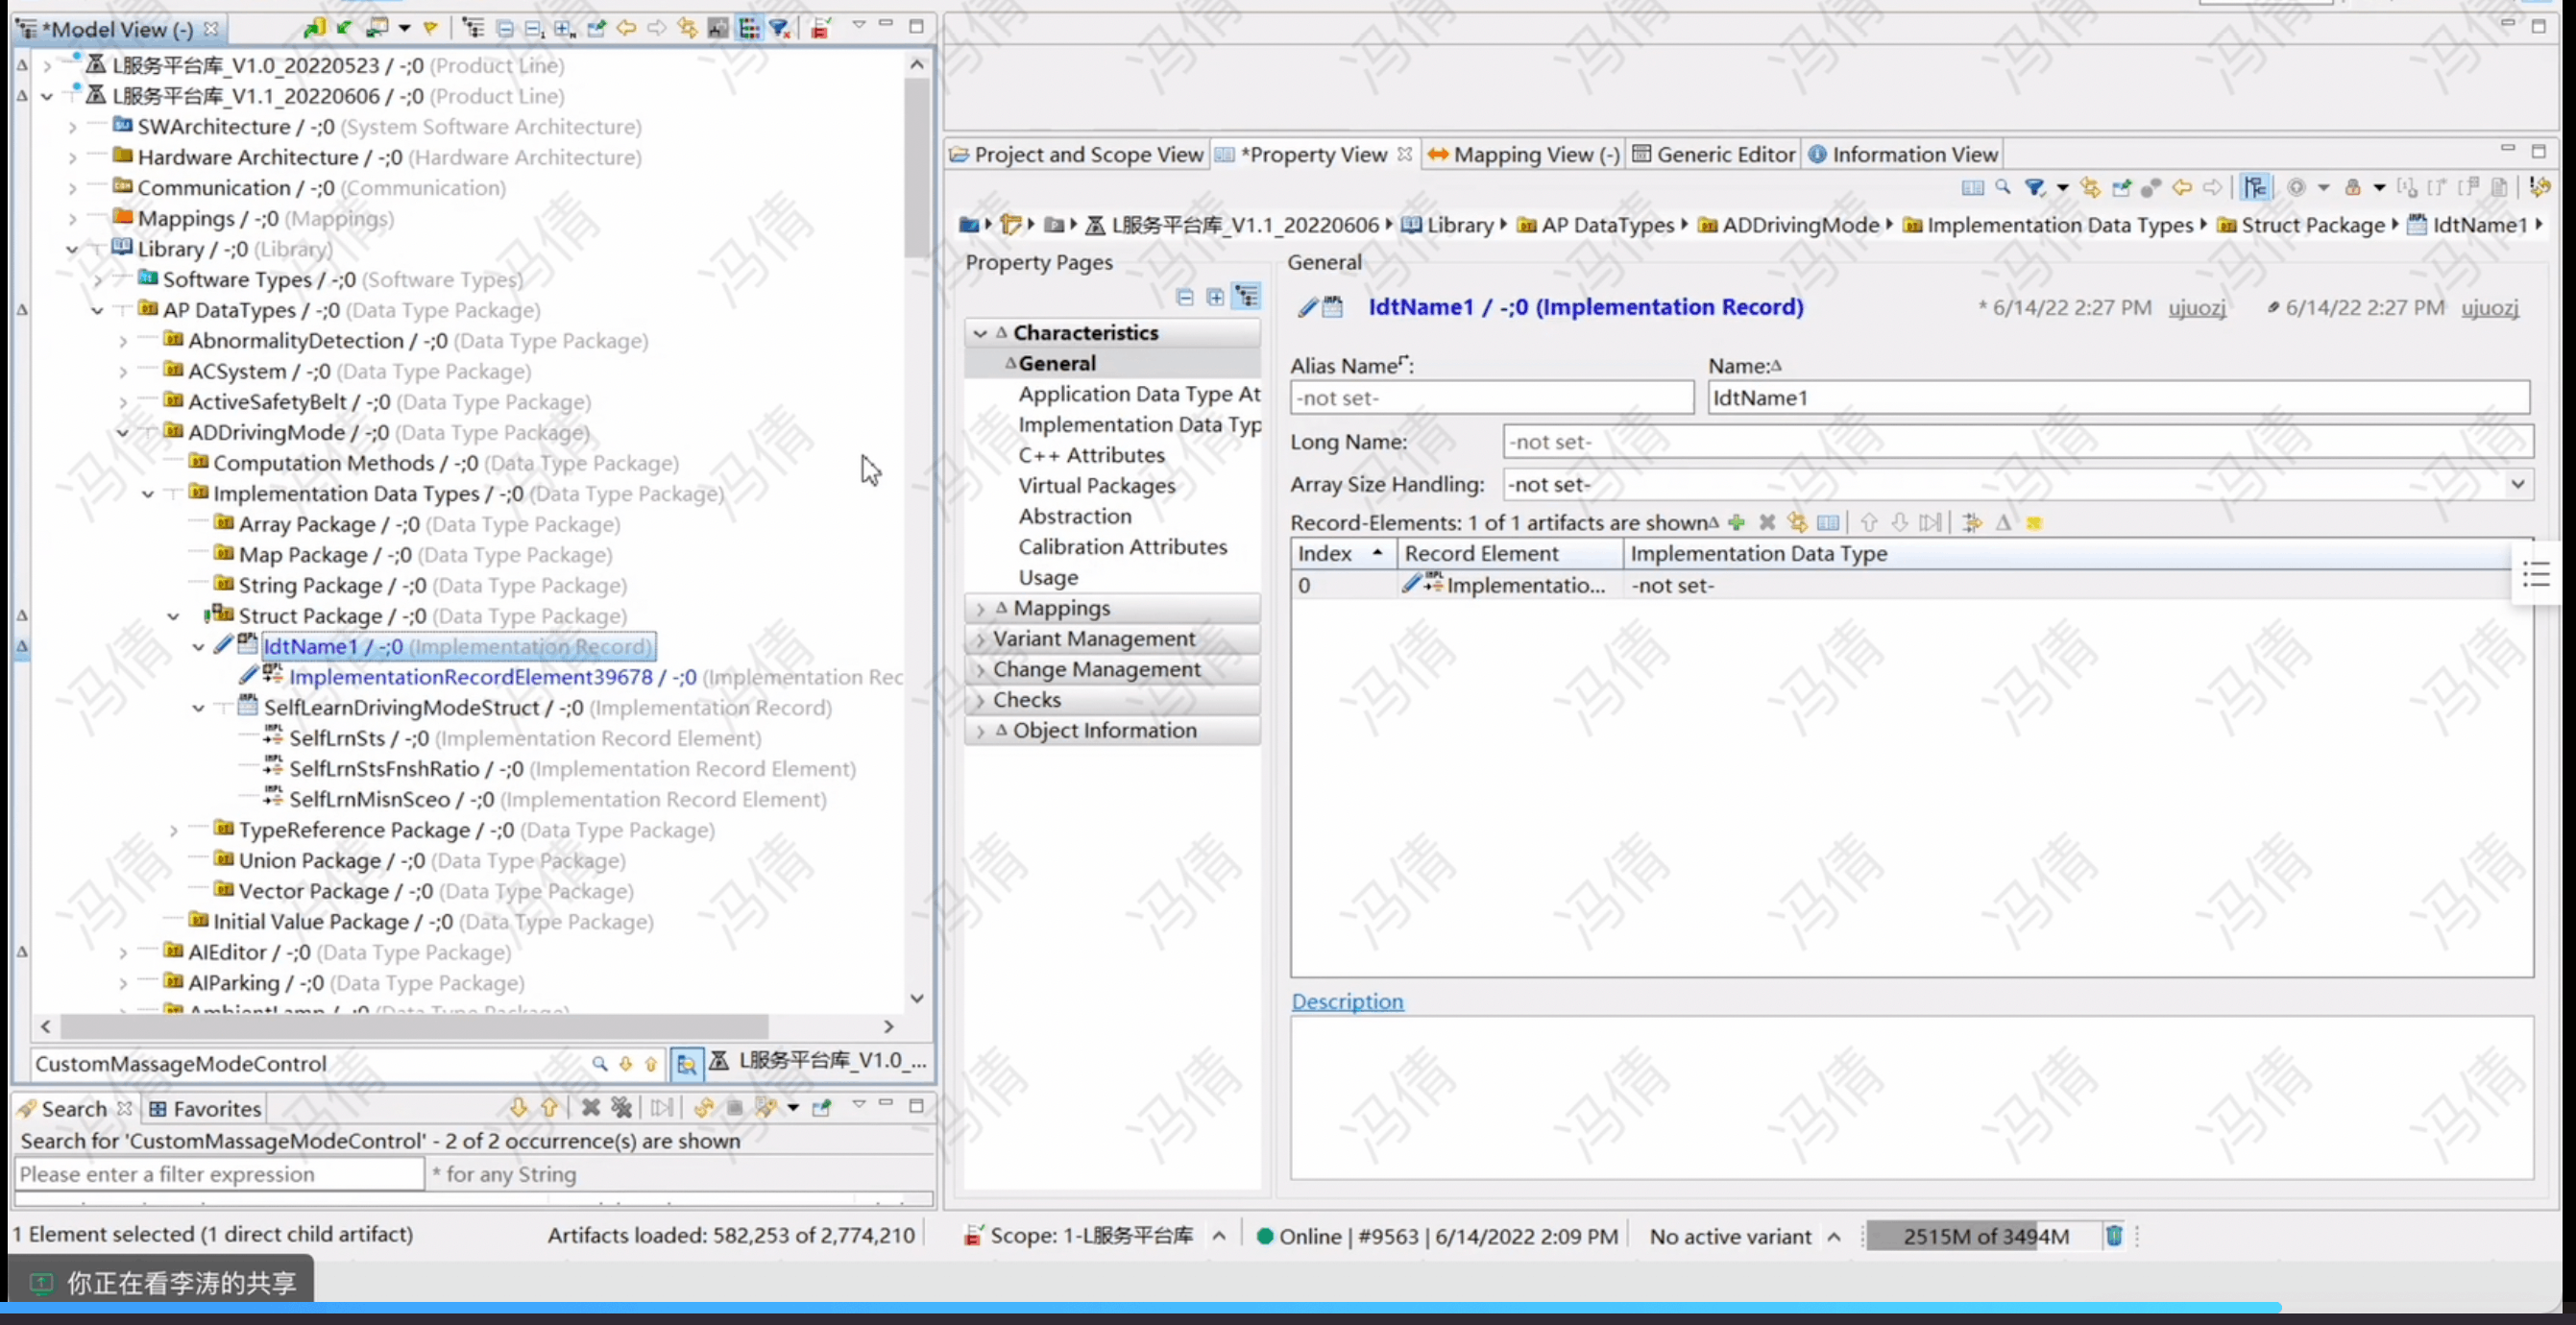 *Model View (-)
L服务平台库_V1.0_20220523 / -;0 (Product Line)
L服务平台库_V1.1_20220606 / -;0 (Product Line)
SWArchitecture / -;0 (System Software Architecture)
Hardware Architecture / -;0 (Hardware Architecture)
Communication / -;0 (Communication)
Mappings / -;0 (Mappings)
Library / -;0 (Library)
Software Types / -;0 (Software Types)
AP DataTypes / -;0 (Data Type Package)
AbnormalityDetection / -;0 (Data Type Package)
ACSystem / -;0 (Data Type Package)
ActiveSafetyBelt / -;0 (Data Type Package)
ADDrivingMode / -;0 (Data Type Package)
Computation Methods / -;0 (Data Type Package)
Implementation Data Types / -;0 (Data Type Package)
Array Package / -;0 (Data Type Package)
Map Package / -;0 (Data Type Package)
String Package / -;0 (Data Type Package)
Struct Package / -;0 (Data Type Package)
IdtName1 / -;0 (Implementation Record)
ImplementationRecordElement39678 / -;0 (Implementation Rec
SelfLearnDrivingModeStruct / -;0 (Implementation Record)
SelfLrnSts / -;0 (Implementation Record Element)
SelfLrnStsFnshRatio / -;0 (Implementation Record Element)
SelfLrnMisnSceo / -;0 (Implementation Record Element)
TypeReference Package / -;0 (Data Type Package)
Union Package / -;0 (Data Type Package)
Vector Package / -;0 (Data Type Package)
Initial Value Package / -;0 (Data Type Package)
AIEditor / -;0 (Data Type Package)
AIParking / -;0 (Data Type Package)
AmbientLamp / -;0 (Data Type Package)
CustomMassageModeControl
L服务平台库_V1.0_...
Search Favorites
Search for 'CustomMassageModeControl' - 2 of 2 occurrence(s) are shown
Please enter a filter expression * for any String
Project and Scope View *Property View Mapping View (-) Generic Editor Information View
L服务平台库_V1.1_20220606 Library AP DataTypes ADDrivingMode Implementation Data Types Struct Package IdtName1
Property Pages
Characteristics
General
Application Data Type At
Implementation Data Typ
C++ Attributes
Virtual Packages
Abstraction
Calibration Attributes
Usage
Mappings
Variant Management
Change Management
Checks
Object Information
General
IdtName1 / -;0 (Implementation Record) * 6/14/22 2:27 PM ujuozj 6/14/22 2:27 PM ujuozj
Alias Name: Name:
-not set- IdtName1
Long Name: -not set-
Array Size Handling: -not set-
Record-Elements: 1 of 1 artifacts are shown
Index Record Element Implementation Data Type
0 Implementatio... -not set-
Description
1 Element selected (1 direct child artifact) Artifacts loaded: 582,253 of 2,774,210 Scope: 1-L服务平台库 Online | #9563 | 6/14/2022 2:09 PM No active variant 2515M of 3494M
你正在看李涛的共享
冯倩